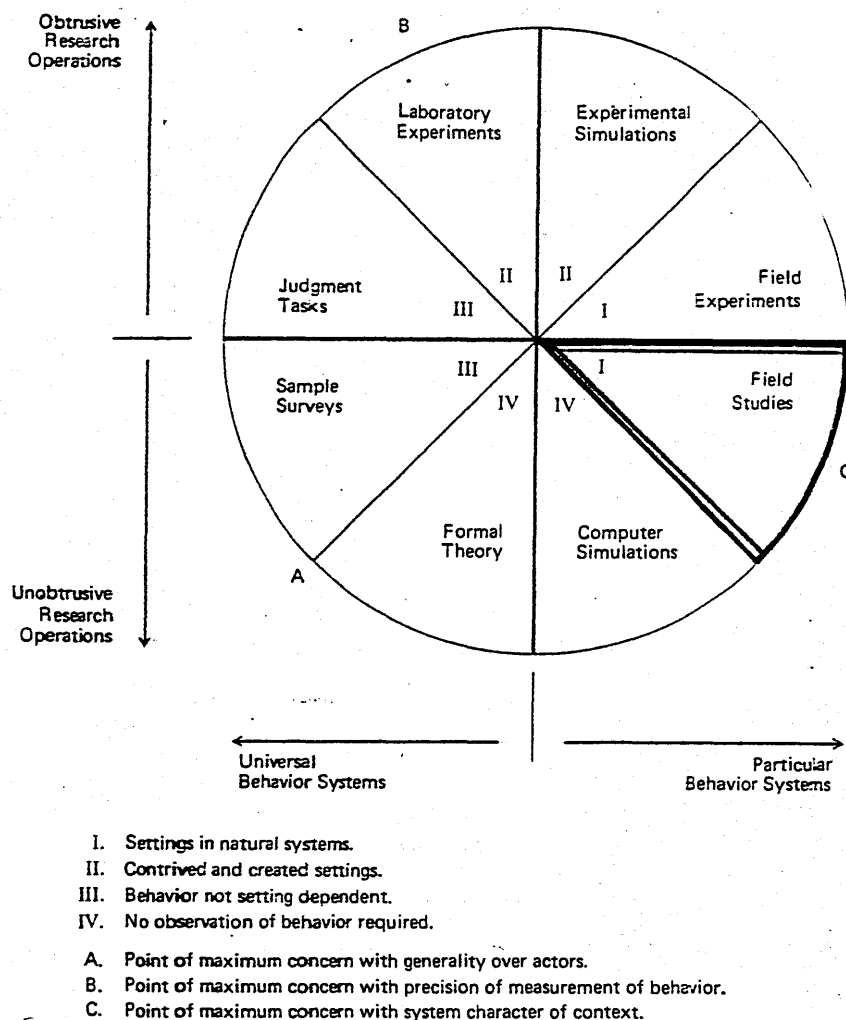 Obtrusive
Research
Operations
B
Laboratory
Experiments
Experimental
Simulations
II
II
Judgment
Tasks
III
I
Field
Experiments
III
I
Sample
Surveys
IV
IV
Field
Studies
C
Formal
Theory
Computer
Simulations
A
Unobtrusive
Research
Operations
Universal
Behavior Systems
Particular
Behavior Systems
I. Settings in natural systems.
II. Contrived and created settings.
III. Behavior not setting dependent.
IV. No observation of behavior required.
A. Point of maximum concern with generality over actors.
B. Point of maximum concern with precision of measurement of behavior.
C. Point of maximum concern with system character of context.